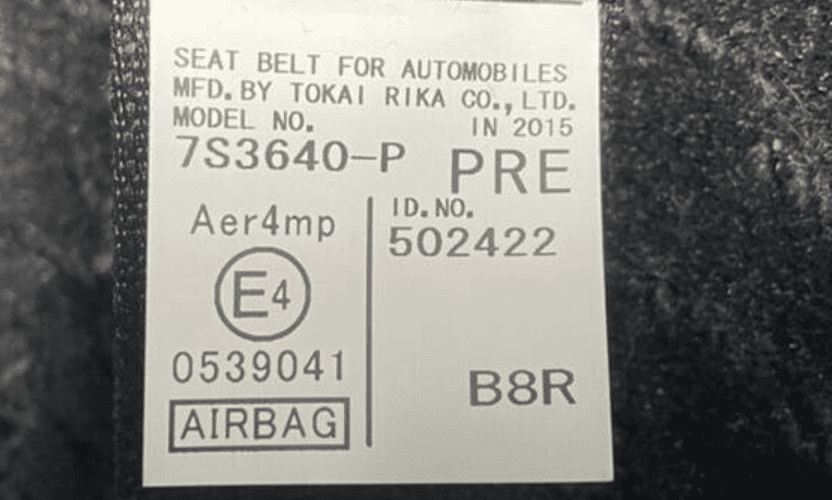 SEAT BELT FOR AUTOMOBILES
MFD. BY TOKAI RIKA CO., LTD.
MODEL NO. IN 2015
7S3640-P PRE
Aer4mp
E4
0539041
AIRBAG
ID. NO.
502422
B8R